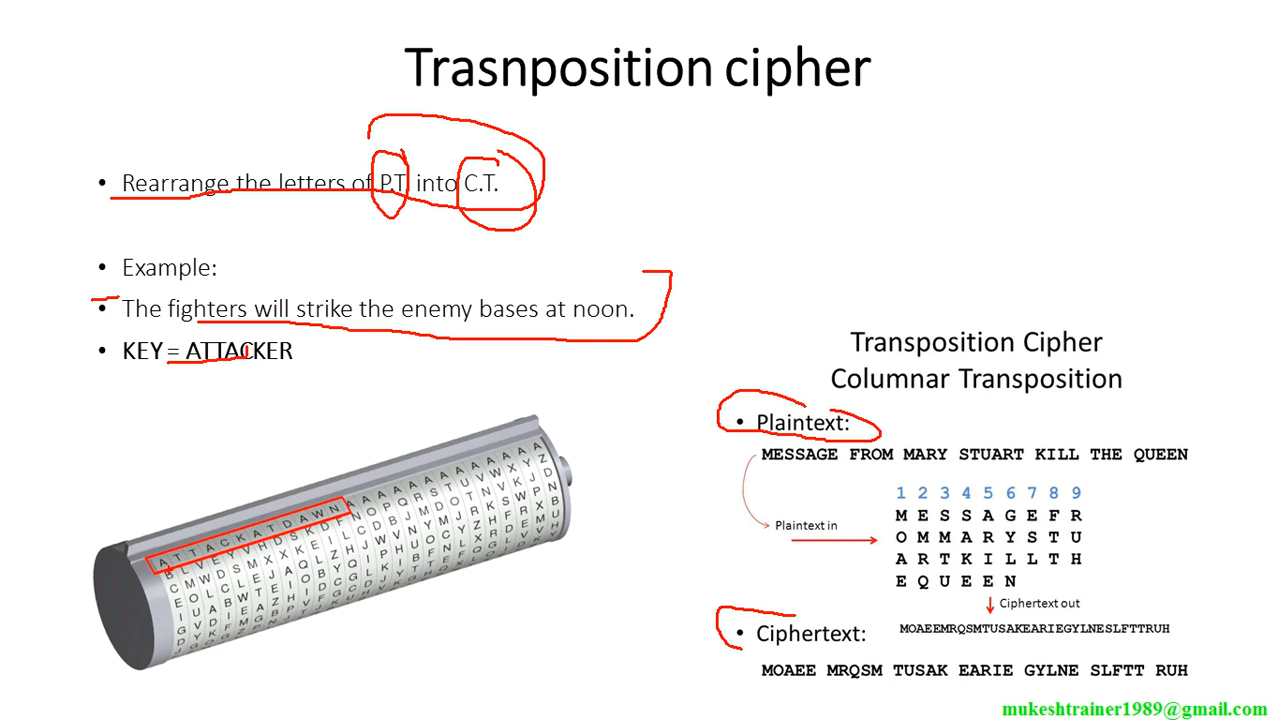 Trasnposition cipher
• Rearrange the letters of P.T. into C.T.
• Example:
• The fighters will strike the enemy bases at noon.
• KEY = ATTACKER
ATTACKATDAWN
Transposition Cipher
Columnar Transposition
• Plaintext:
MESSAGE FROM MARY STUART KILL THE QUEEN
1 2 3 4 5 6 7 8 9
M E S S A G E F R
Plaintext in
O M M A R Y S T U
A R T K I L L T H
E Q U E E N
Ciphertext out
• Ciphertext:
MOAEEMRQSMTUSAKEARIEGYLNESLFTTRUH
MOAEE MRQSM TUSAK EARIE GYLNE SLFTT RUH
mukeshtrainer1989@gmail.com